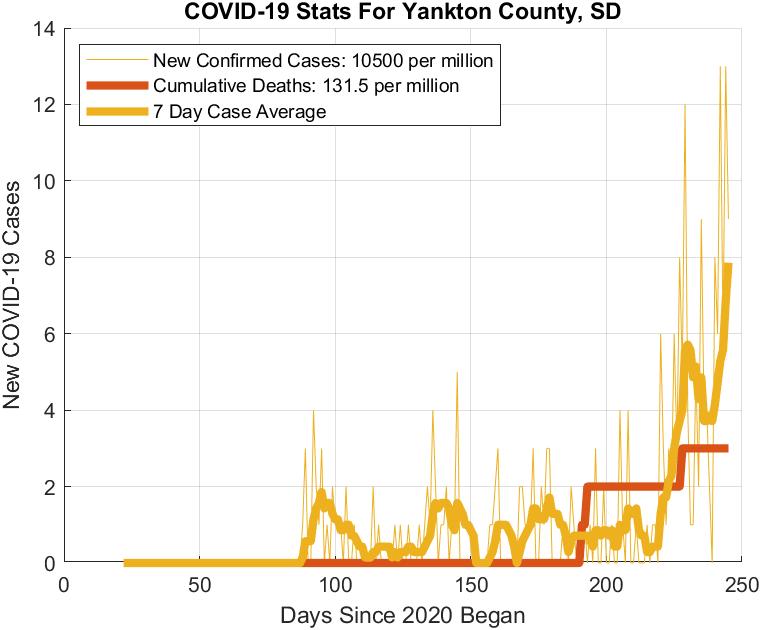 COVID-19 Stats For Yankton County, SD
New Confirmed Cases: 10500 per million
Cumulative Deaths: 131.5 per million
7 Day Case Average
New COVID-19 Cases
14
12
10
8
6
4
2
0
0 50 100 150 200 250
Days Since 2020 Began